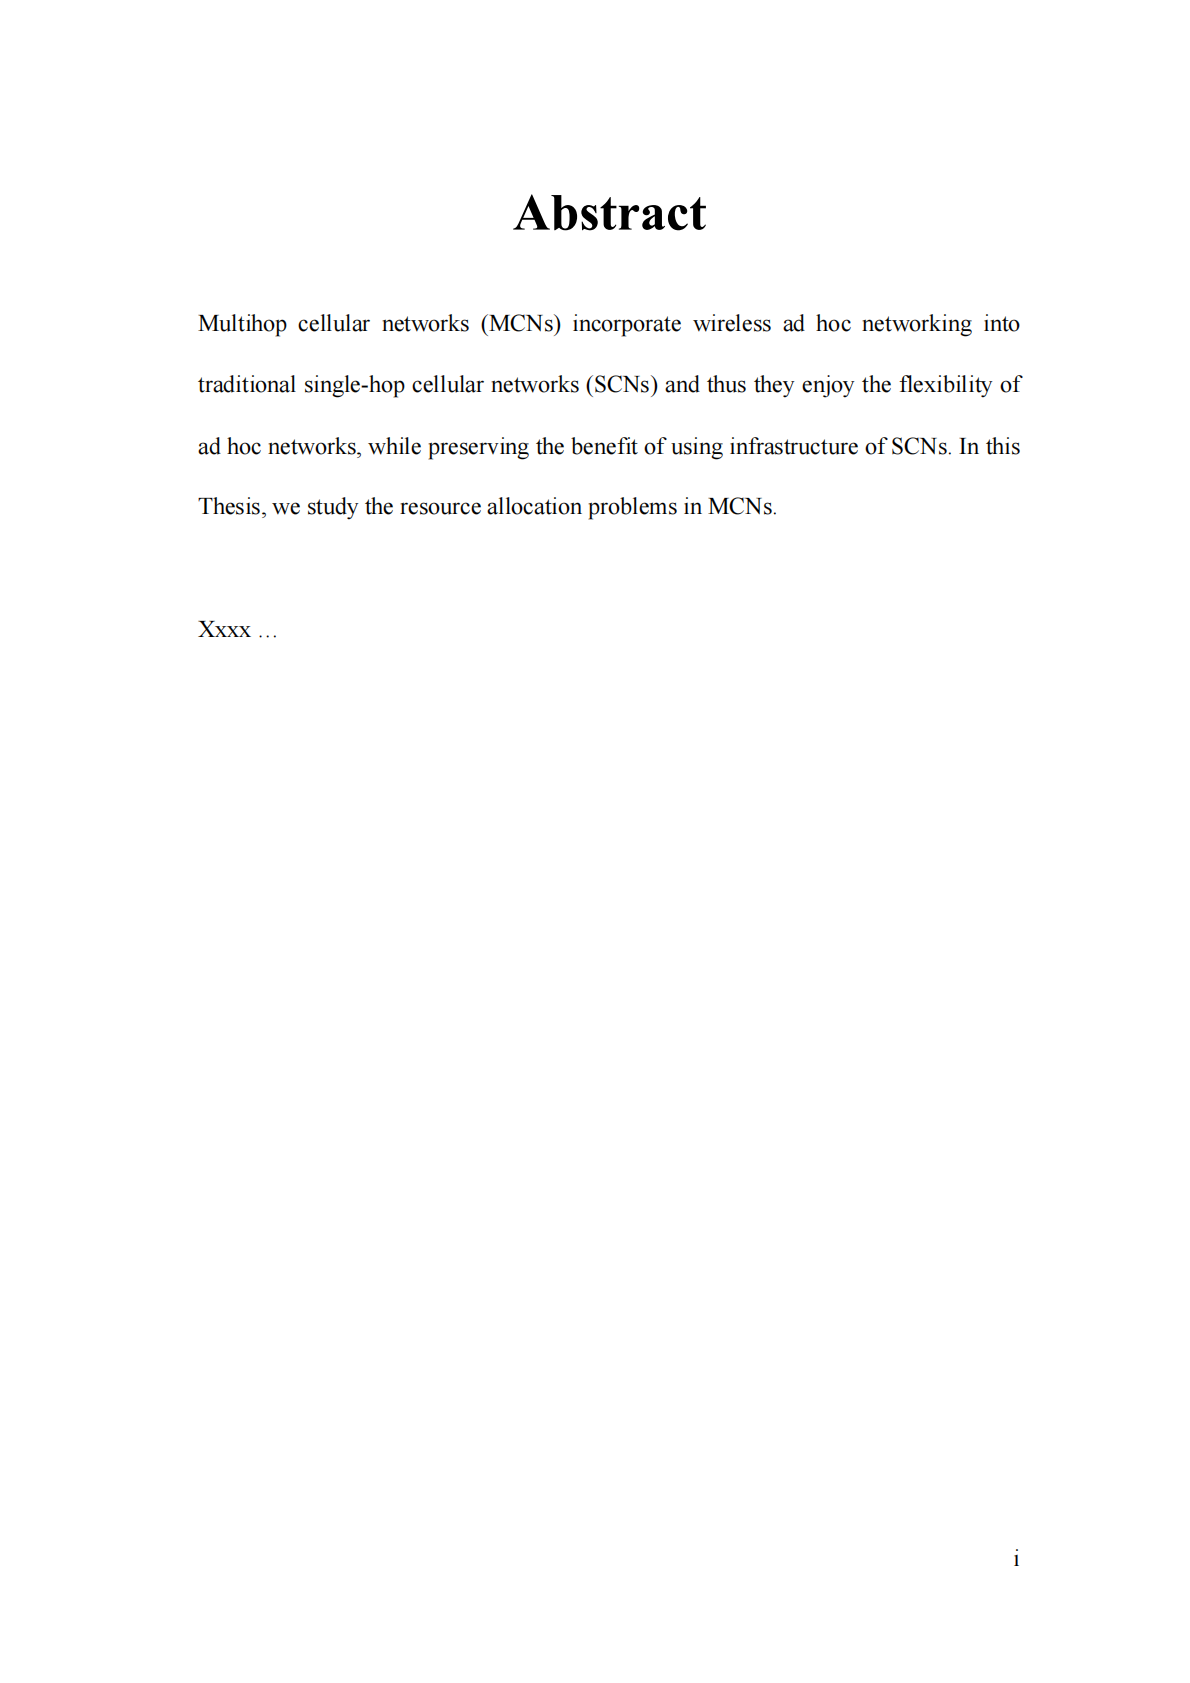 Abstract
Multihop cellular networks (MCNs) incorporate wireless ad hoc networking into
traditional single-hop cellular networks (SCNs) and thus they enjoy the flexibility of
ad hoc networks, while preserving the benefit of using infrastructure of SCNs. In this
Thesis, we study the resource allocation problems in MCNs.
Xxxx …
i